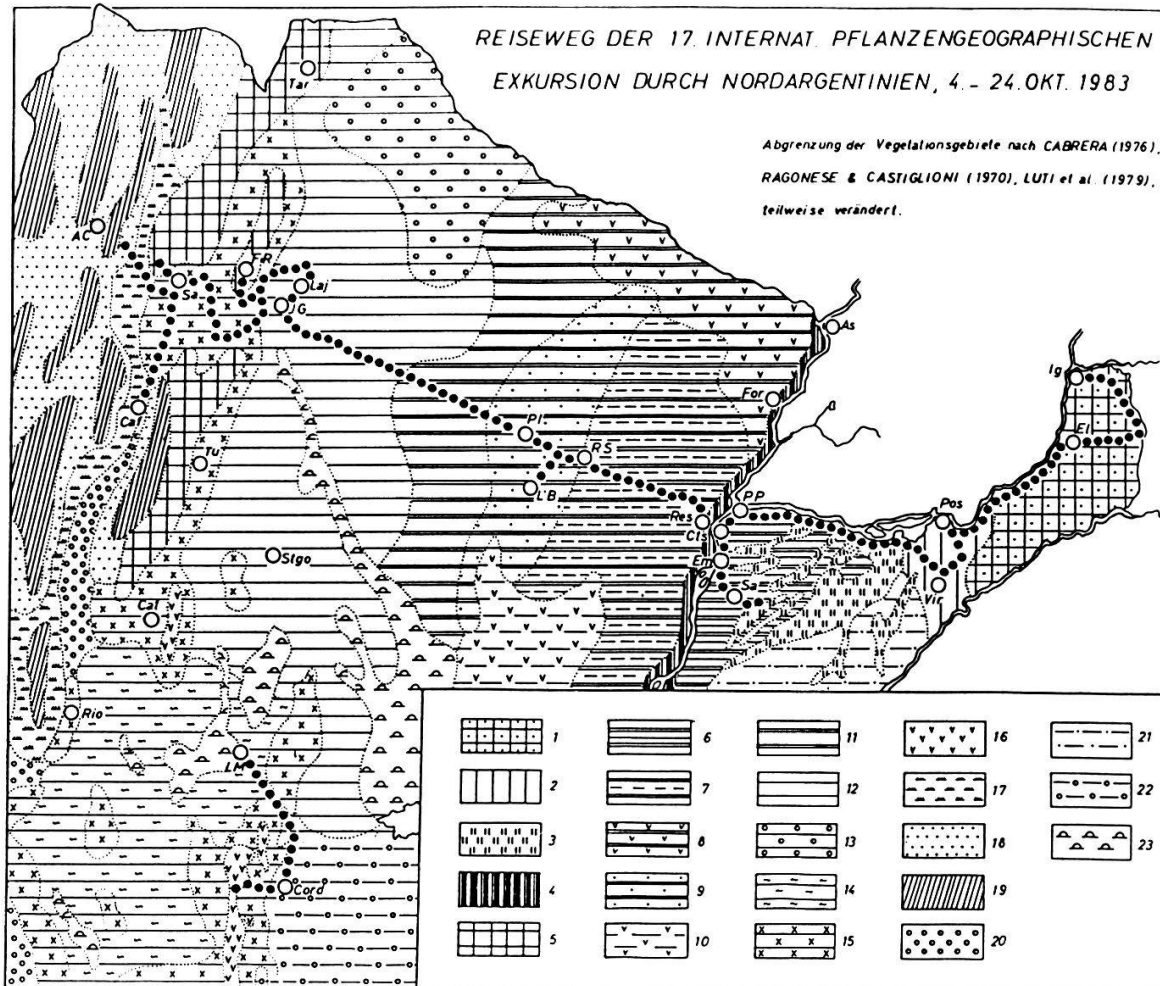 REISEWEG DER 17. INTERNAT. PFLANZENGEOGRAPHISCHEN
EXKURSION DURCH NORDARGENTINIEN, 4. - 24. OKT. 1983
Abgrenzung der Vegetationsgebiete nach CABRERA (1976),
RAGONESE & CASTIGLIONI (1970), LUTI et al. (1979),
teilweise verändert.
Tar
AC
Sa
Laj
JG
As
Ig
For
Caf
El
PI
RS
Tu
LB
PP
Pos
Res
Cts
Stgo
Em
Sa
Vir
Cat
Rio
LM
Cord
1 6 11 16 21
2 7 12 17 22
3 8 13 18 23
4 9 14 19
5 10 15 20